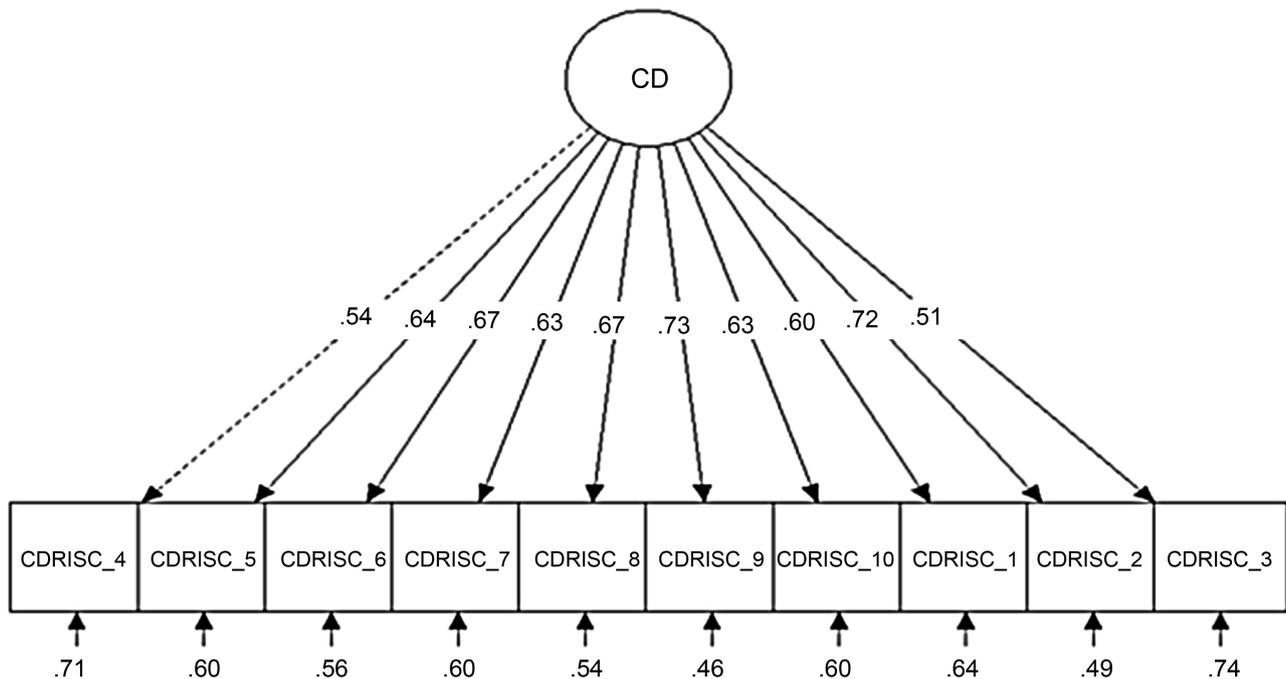 CD
.54 .64 .67 .63 .67 .73 .63 .60 .72 .51
CDRISC_4 CDRISC_5 CDRISC_6 CDRISC_7 CDRISC_8 CDRISC_9 CDRISC_10 CDRISC_1 CDRISC_2 CDRISC_3
.71 .60 .56 .60 .54 .46 .60 .64 .49 .74